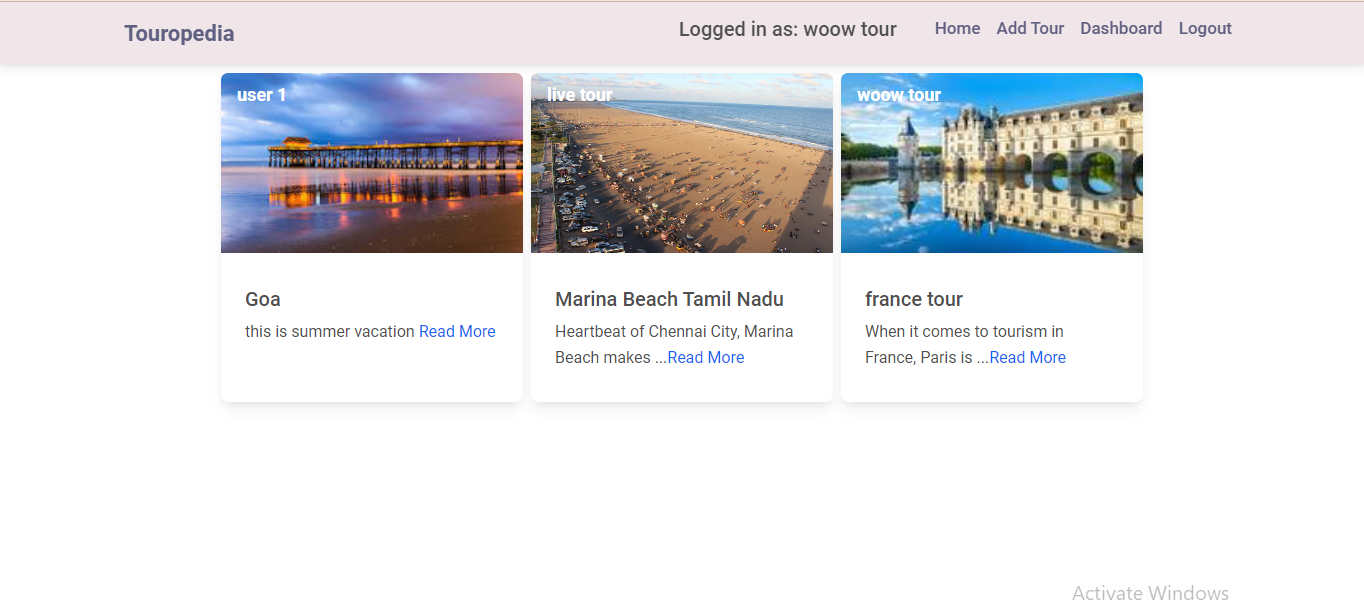 Touropedia
Logged in as: woow tour
Home
Add Tour
Dashboard
Logout
user 1
live tour
woow tour
Goa
this is summer vacation Read More
Marina Beach Tamil Nadu
Heartbeat of Chennai City, Marina
Beach makes ...Read More
france tour
When it comes to tourism in
France, Paris is ...Read More
Activate Windows